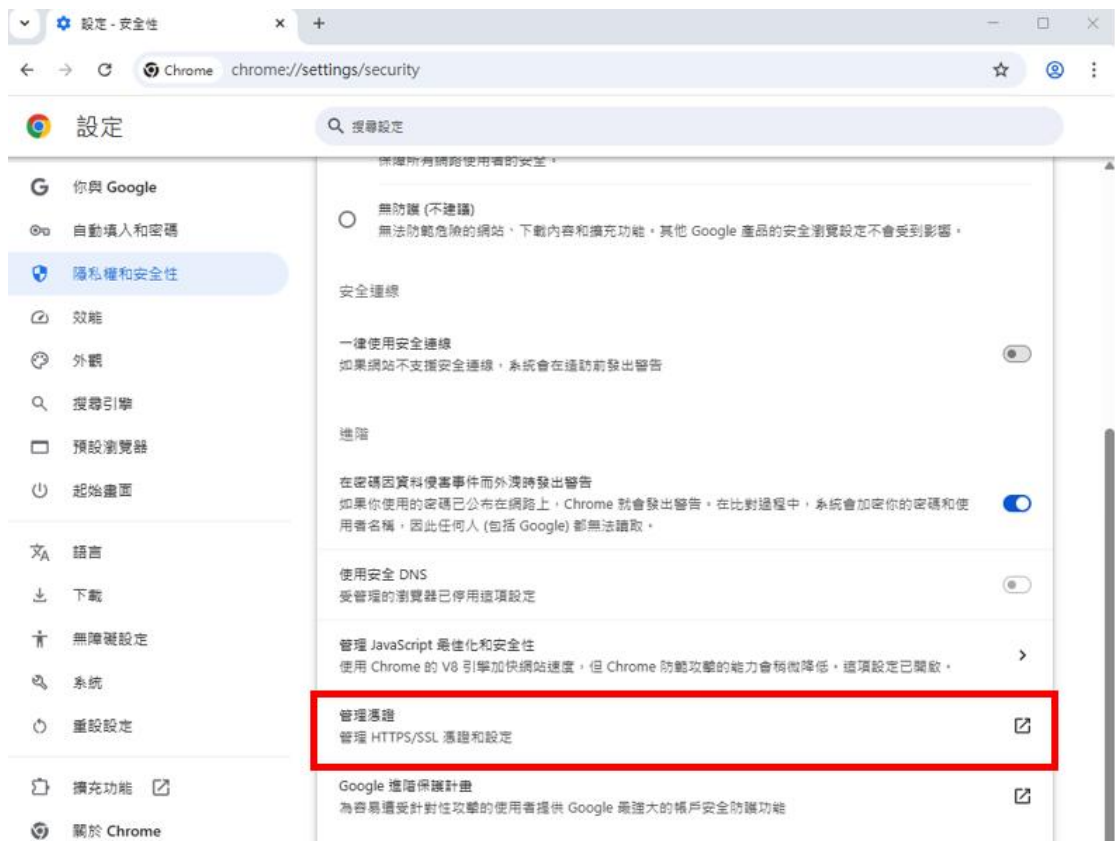 設定 - 安全性
Chrome
chrome://settings/security
設定
搜尋設定
你與 Google
自動填入和密碼
隱私權和安全性
效能
外觀
搜尋引擎
預設瀏覽器
起始畫面
語言
下載
無障礙設定
系統
重設設定
擴充功能
關於 Chrome
保障所有網路使用者的安全。
無防護 (不建議)
無法防範危險的網站、下載內容和擴充功能。其他 Google 產品的安全瀏覽設定不會受到影響。
安全連線
一律使用安全連線
如果網站不支援安全連線，系統會在造訪前發出警告
進階
在密碼因資料侵害事件而外洩時發出警告
如果你使用的密碼已公布在網路上，Chrome 就會發出警告。在比對過程中，系統會加密你的密碼和使
用者名稱，因此任何人 (包括 Google) 都無法讀取。
使用安全 DNS
受管理的瀏覽器已停用這項設定
管理 JavaScript 最佳化和安全性
使用 Chrome 的 V8 引擎加快網站速度，但 Chrome 防範攻擊的能力會稍微降低。這項設定已開啟。
管理憑證
管理 HTTPS/SSL 憑證和設定
Google 進階保護計畫
為容易遭受針對性攻擊的使用者提供 Google 最強大的帳戶安全防護功能